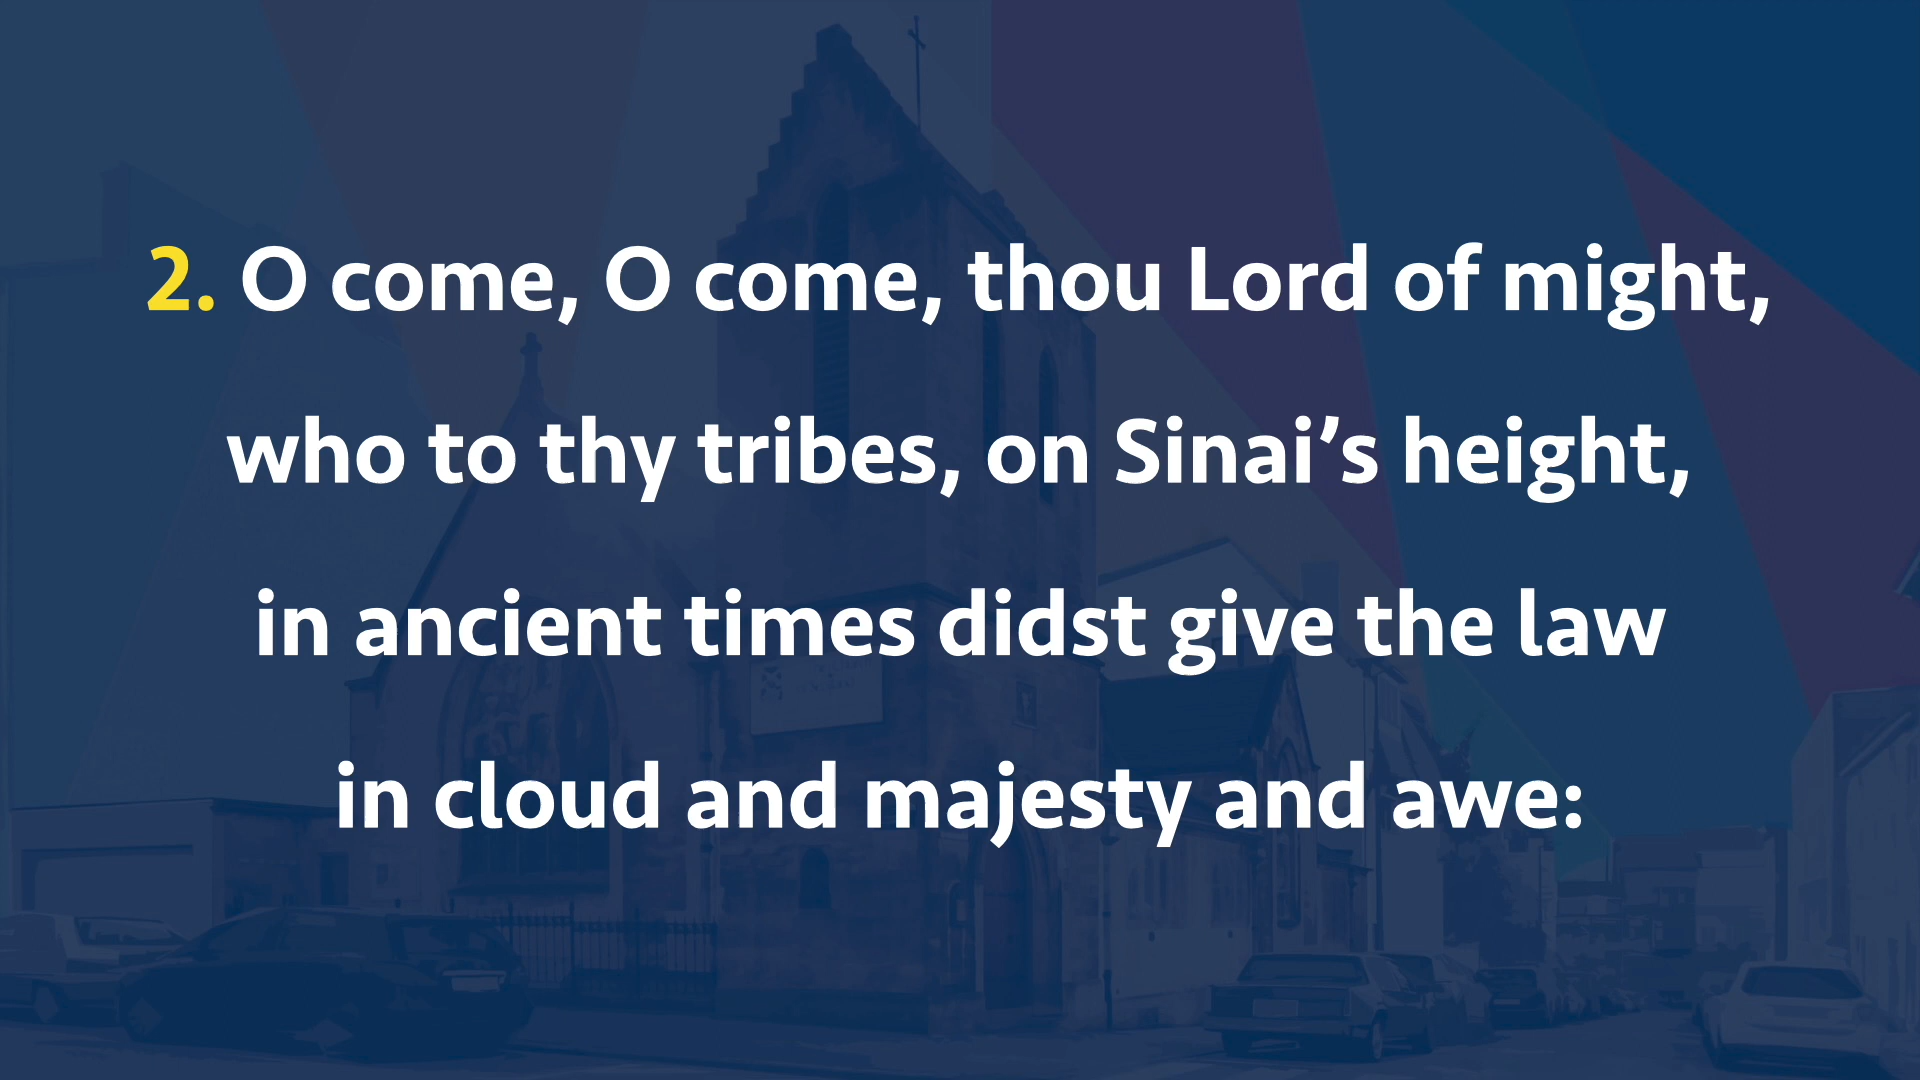 2. O come, O come, thou Lord of might,
who to thy tribes, on Sinai’s height,
in ancient times didst give the law
in cloud and majesty and awe: